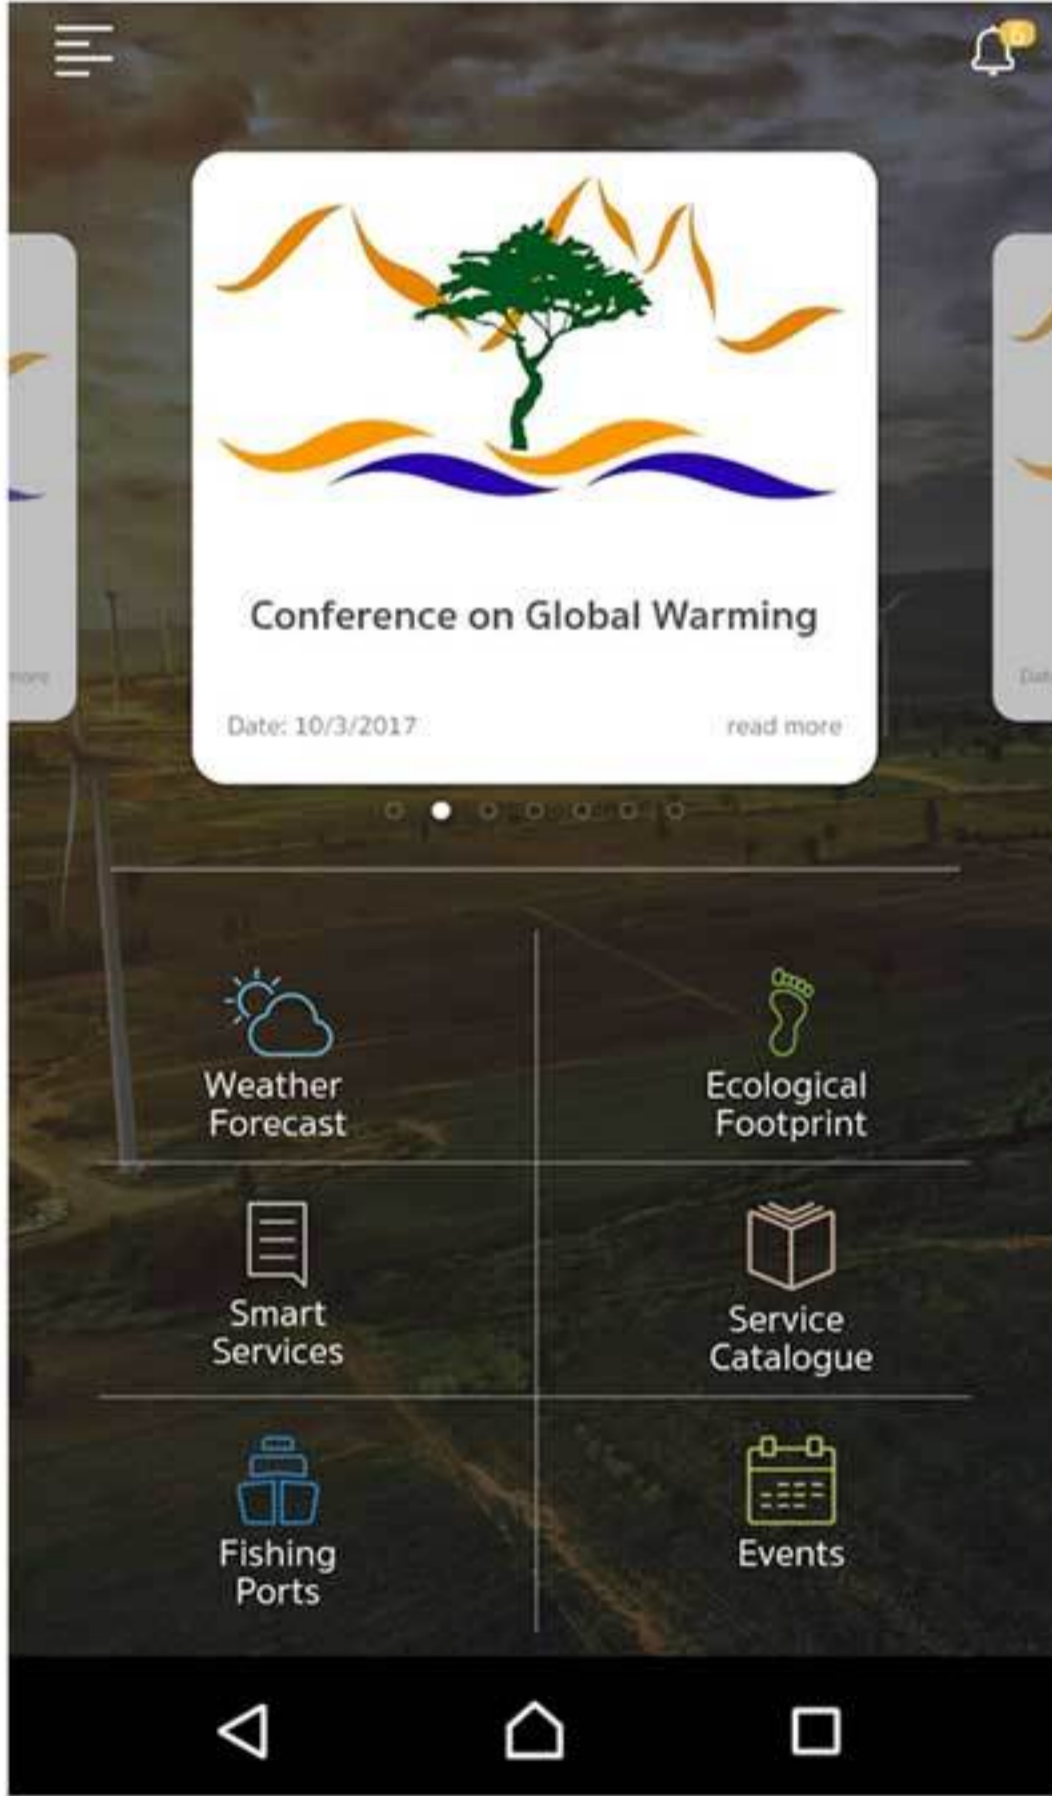 Conference on Global Warming
Date: 10/3/2017 read more
more
Weather
Forecast
Ecological
Footprint
Smart
Services
Service
Catalogue
Fishing
Ports
Events